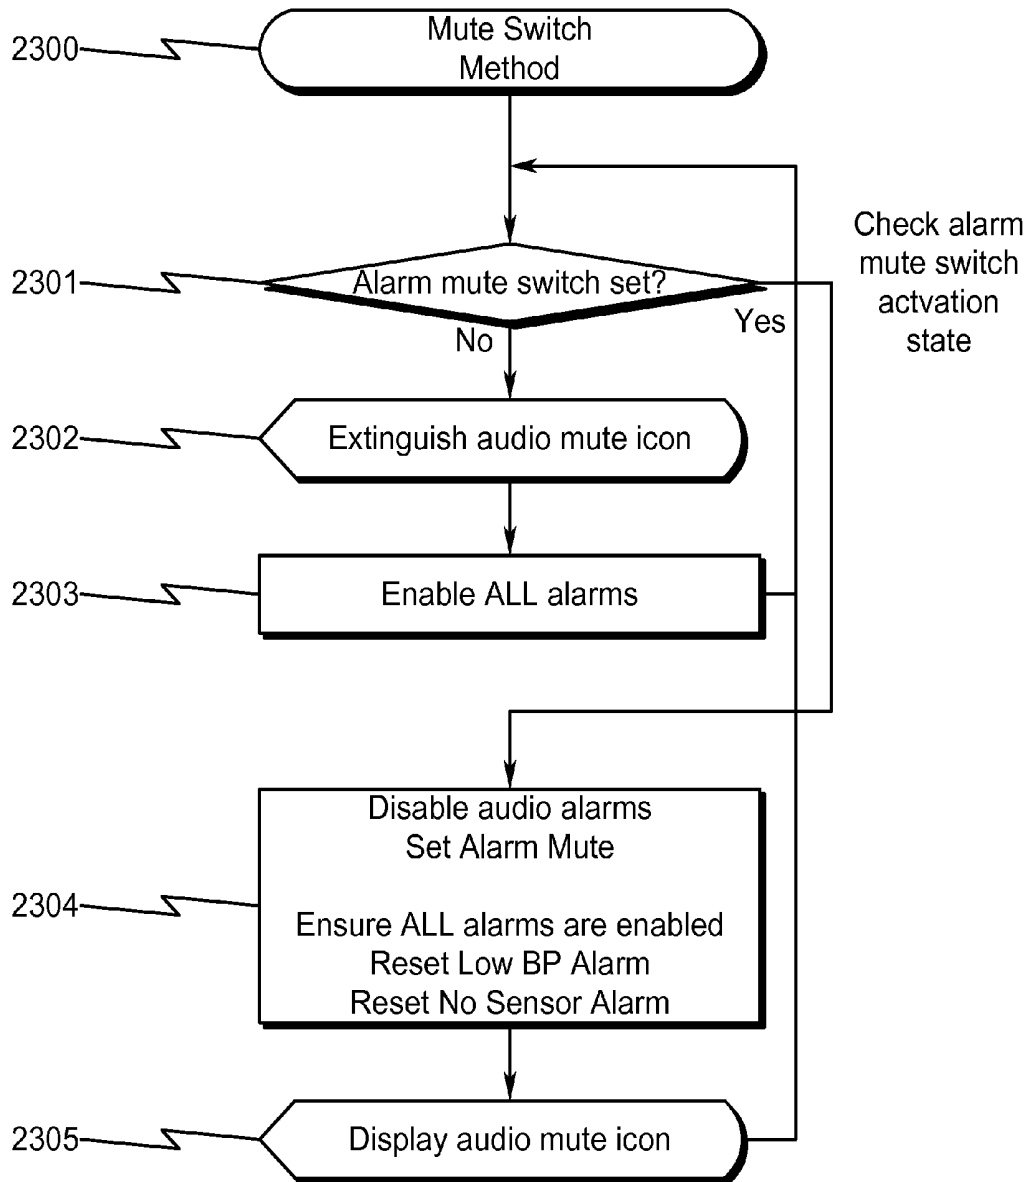 2300
Mute Switch
Method
Check alarm
mute switch
actvation
state
2301
Alarm mute switch set?
Yes
No
2302
Extinguish audio mute icon
2303
Enable ALL alarms
2304
Disable audio alarms
Set Alarm Mute
Ensure ALL alarms are enabled
Reset Low BP Alarm
Reset No Sensor Alarm
2305
Display audio mute icon